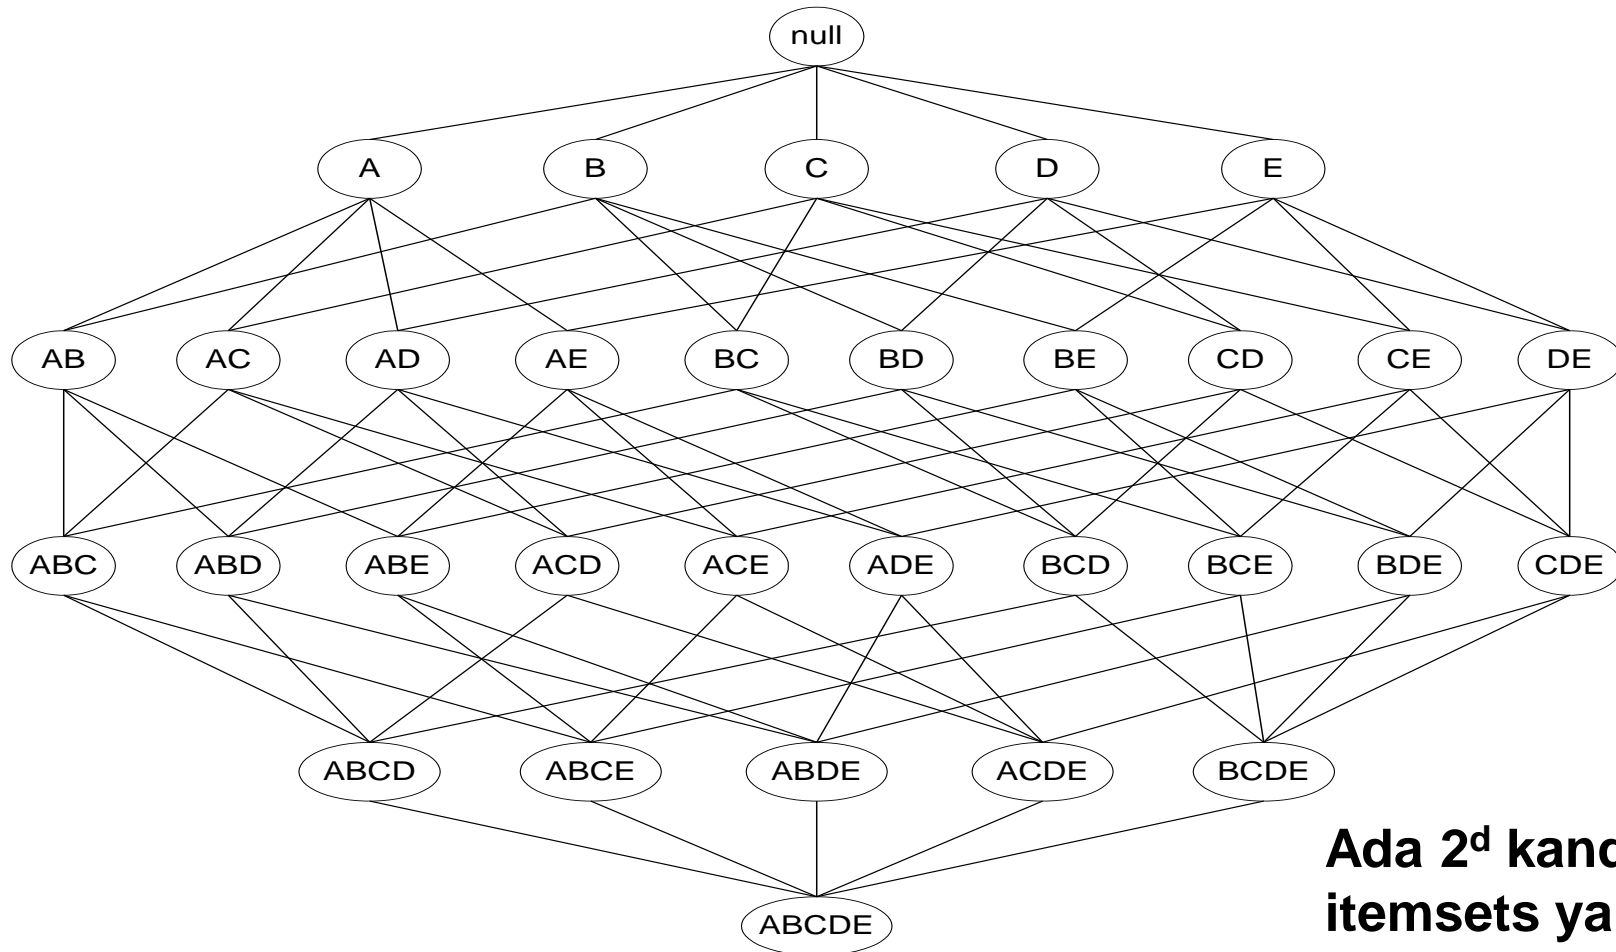 null
A B C D E
AB AC AD AE BC BD BE CD CE DE
ABC ABD ABE ACD ACE ADE BCD BCE BDE CDE
ABCD ABCE ABDE ACDE BCDE
Ada 2ᵈ
itemsets
ABCDE